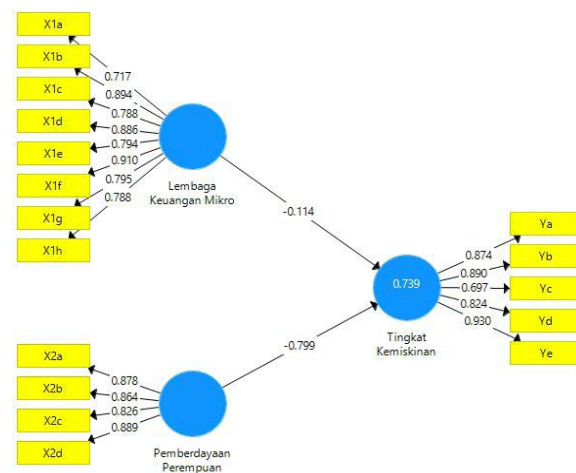 X1a
X1b
X1c
X1d
X1e
X1f
X1g
X1h
0.717
0.894
0.788
0.886
0.794
0.910
0.795
0.788
Lembaga
Keuangan Mikro
-0.114
X2a
X2b
X2c
X2d
0.878
0.864
0.826
0.889
Pemberdayaan
Perempuan
-0.799
0.739
Tingkat
Kemiskinan
0.874
0.890
0.697
0.824
0.930
Ya
Yb
Yc
Yd
Ye